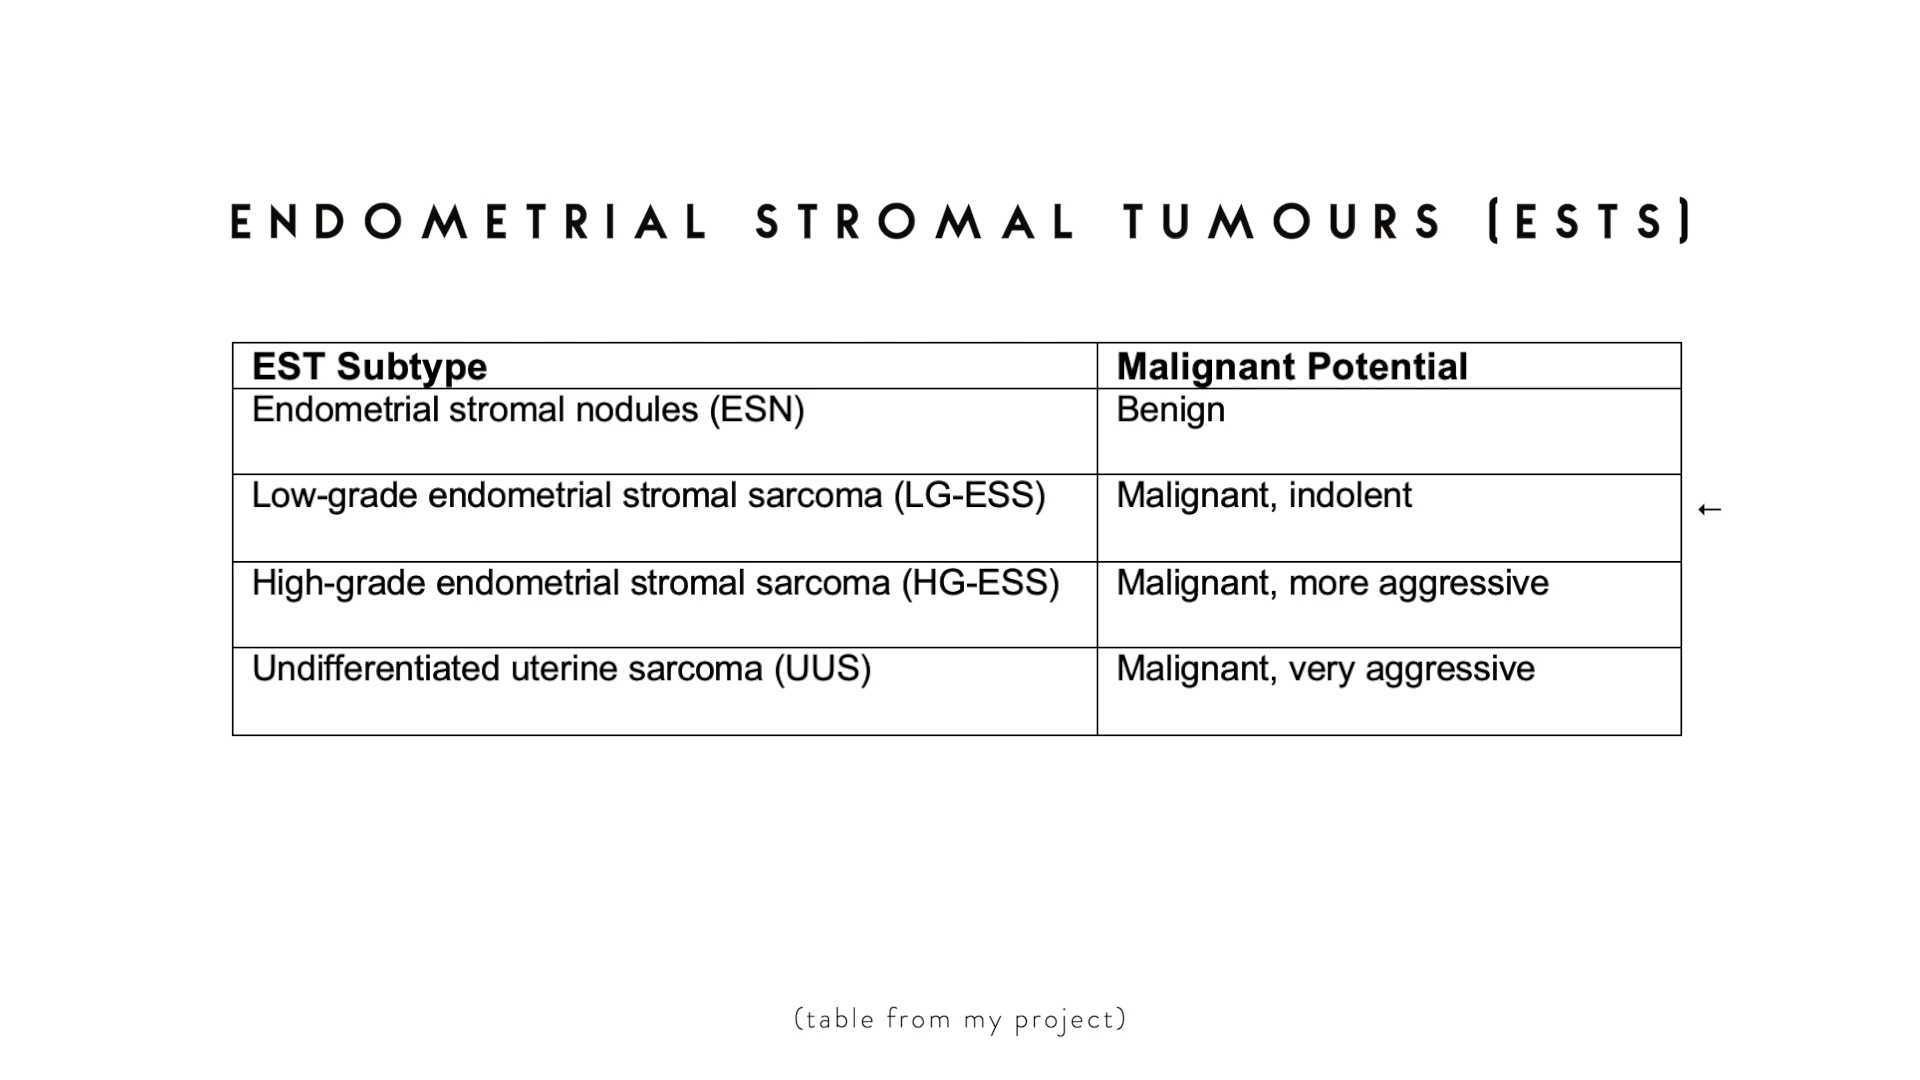 ENDOMETRIAL STROMAL TUMOURS (ESTS)
EST Subtype Malignant Potential
Endometrial stromal nodules (ESN) Benign
Low-grade endometrial stromal sarcoma (LG-ESS) Malignant, indolent ←
High-grade endometrial stromal sarcoma (HG-ESS) Malignant, more aggressive
Undifferentiated uterine sarcoma (UUS) Malignant, very aggressive
(table from my project)